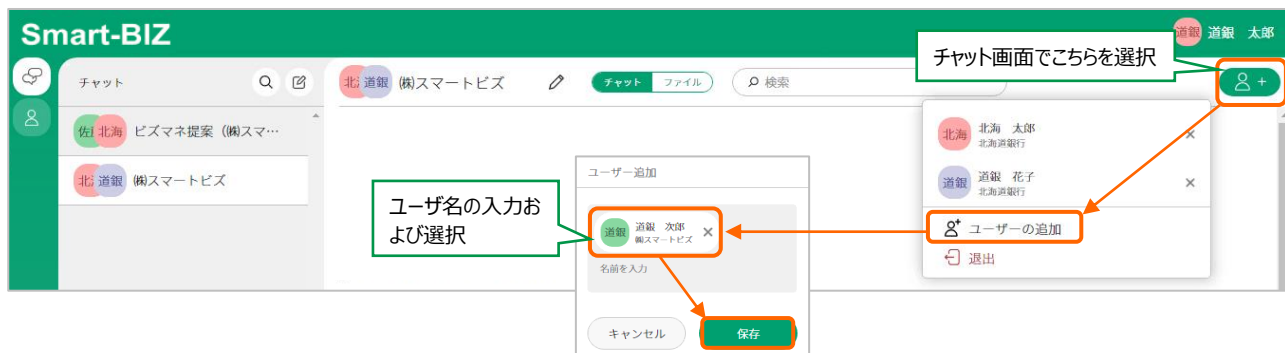 Smart-BIZ
道銀 道銀 太郎
チャット画面でこちらを選択
チャット
北海 道銀 ㈱スマートビズ
チャット ファイル
検索
佐 北海 ビズマネ提案（㈱スマ…
北海 道銀 ㈱スマートビズ
北海 北海 太郎
北海道銀行
×
道銀 道銀 花子
北海道銀行
×
ユーザーの追加
退出
ユーザ名の入力お
よび選択
ユーザー追加
道銀 道銀 次郎
㈱スマートビズ
×
名前を入力
キャンセル 保存